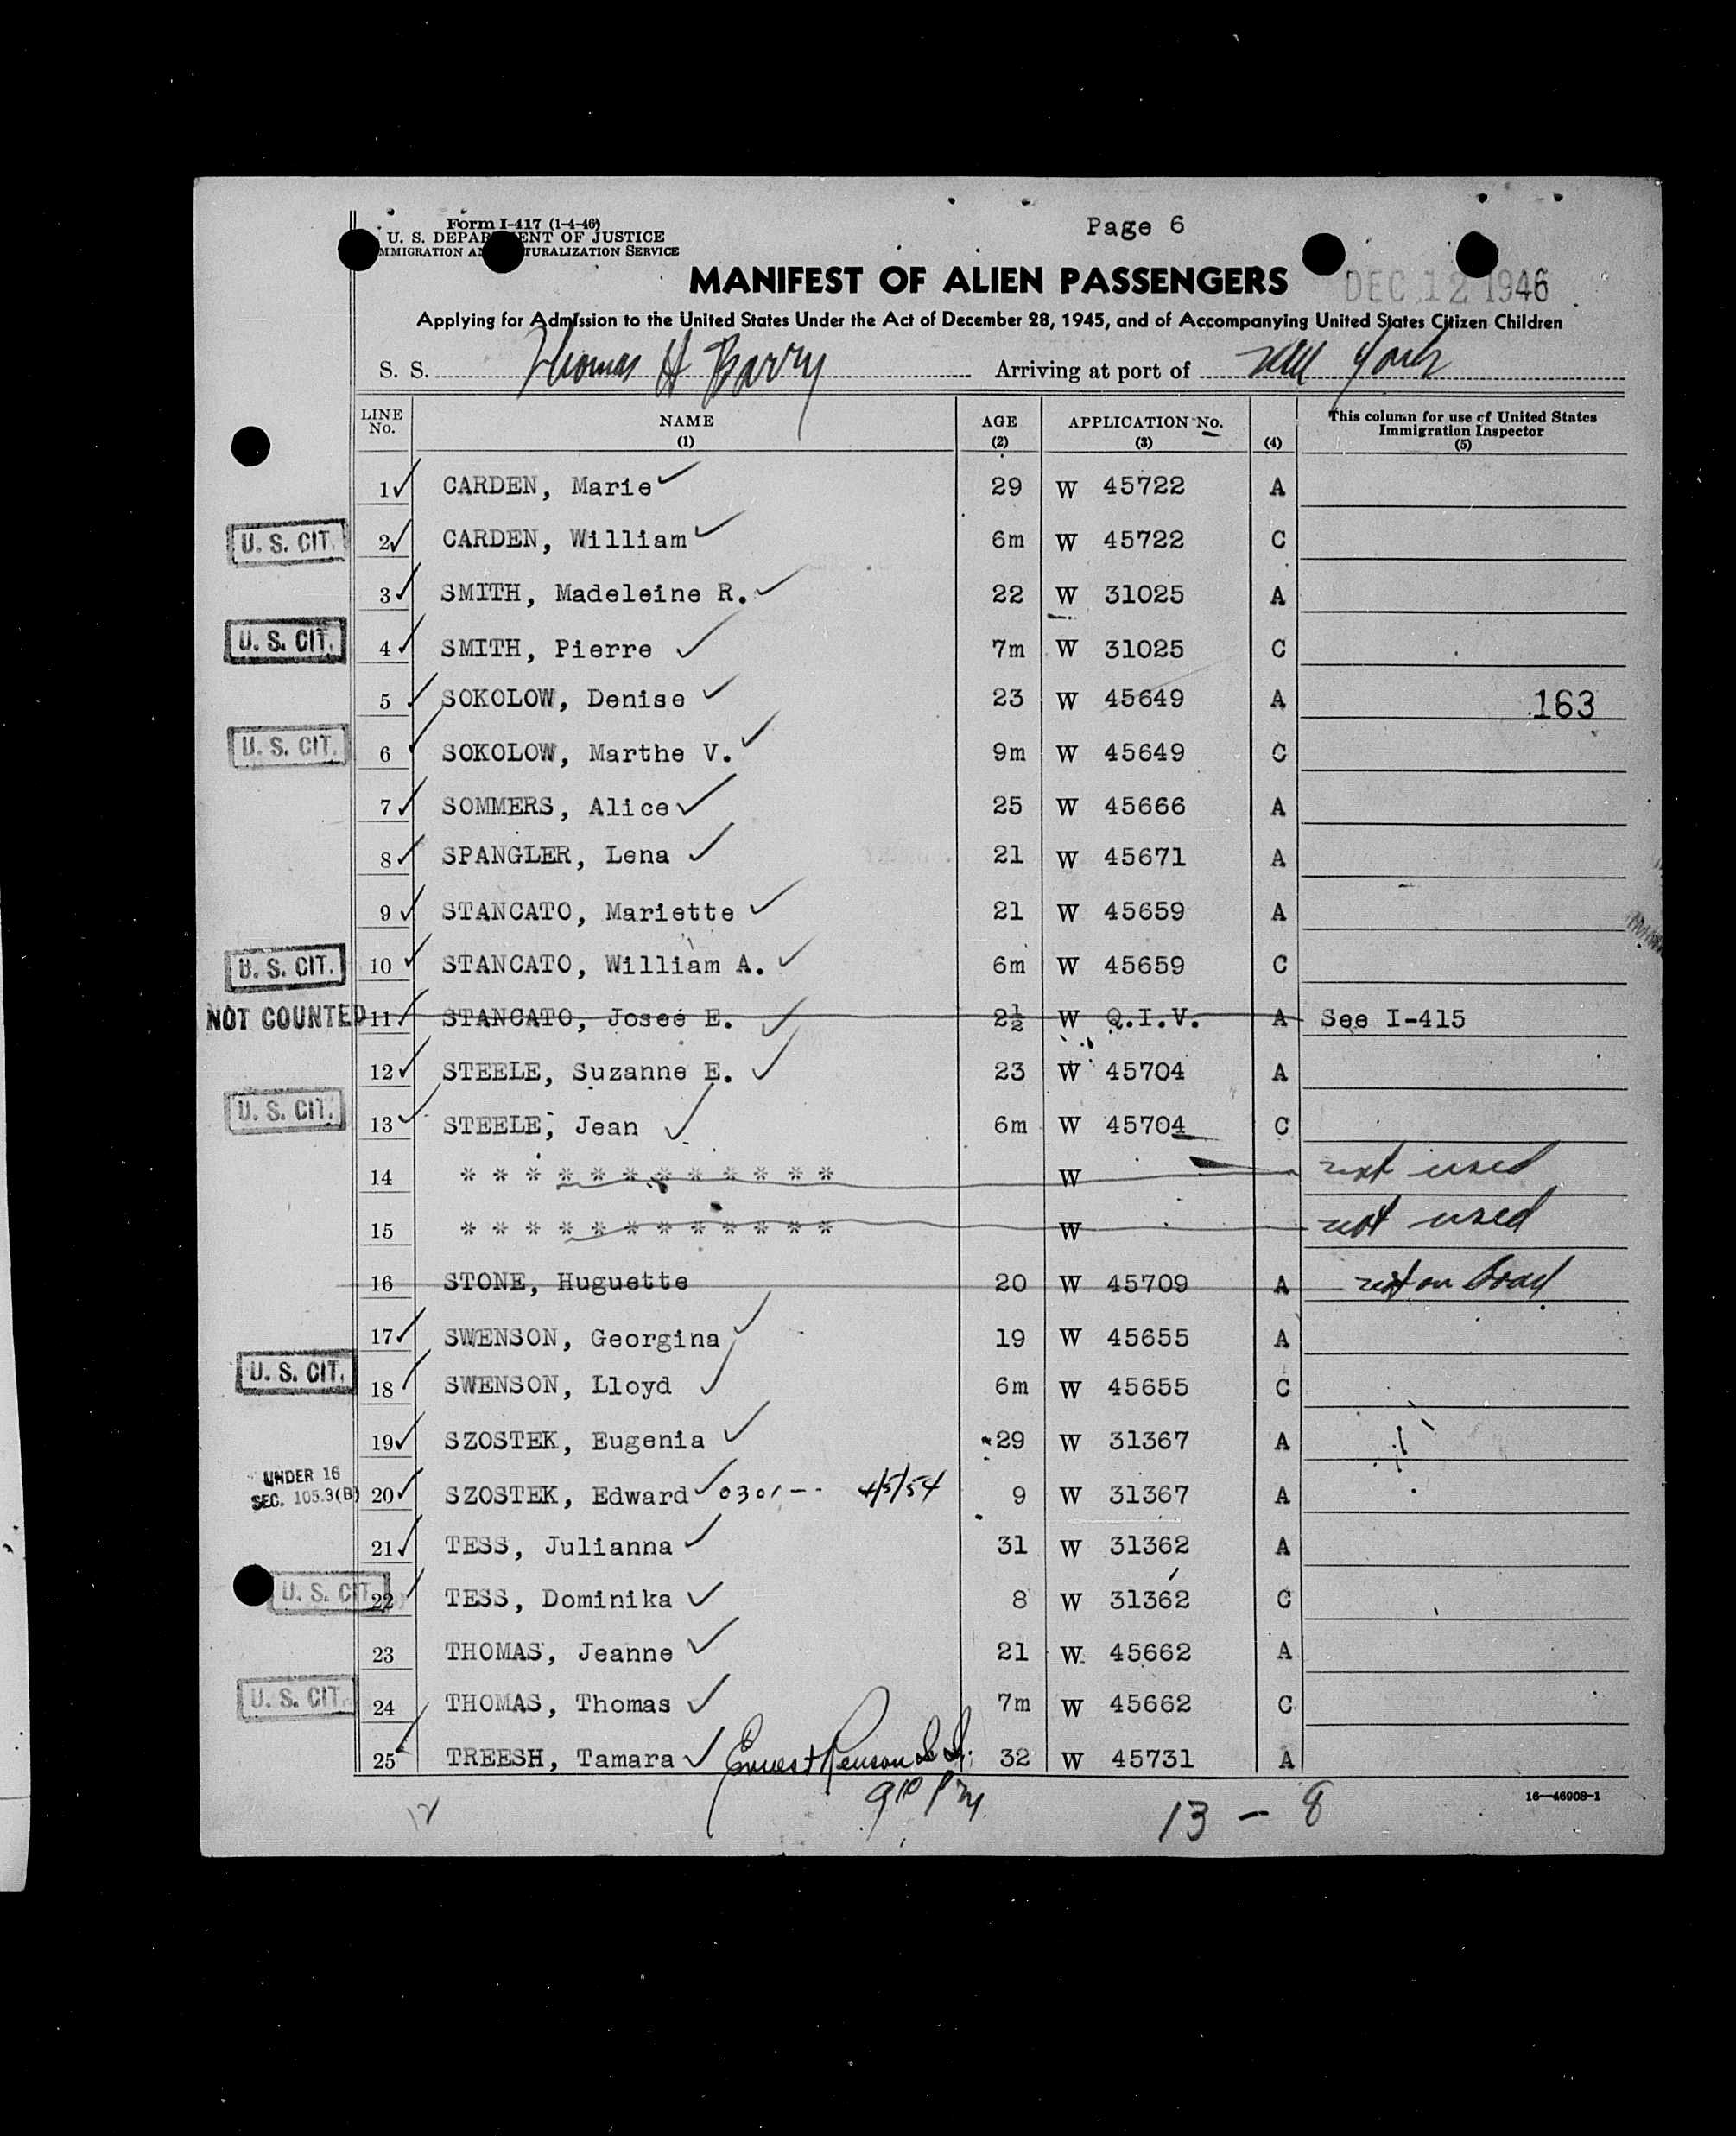 Form I-417 (1-4-46)
U. S. DEPAR ENT OF JUSTICE
MMIGRATION A TURALIZATION SERVICE
Page 6
MANIFEST OF ALIEN PASSENGERS
DEC 12 1946
Applying for Admission to the United States Under the Act of December 28, 1945, and of Accompanying United States Citizen Children
S. S. Thomas H Barry Arriving at port of New York
LINE No. NAME (1) AGE (2) APPLICATION No. (3) (4) This column for use of United States Immigration Inspector (5)
1 CARDEN, Marie 29 W 45722 A
U. S. CIT. 2 CARDEN, William 6m W 45722 C
3 SMITH, Madeleine R. 22 W 31025 A
U. S. CIT. 4 SMITH, Pierre 7m W 31025 C
5 SOKOLOW, Denise 23 W 45649 A 163
U. S. CIT. 6 SOKOLOW, Marthe V. 9m W 45649 C
7 SOMMERS, Alice 25 W 45666 A
8 SPANGLER, Lena 21 W 45671 A
9 STANCATO, Mariette 21 W 45659 A
U. S. CIT. 10 STANCATO, William A. 6m W 45659 C
NOT COUNTED 11 STANCATO, Joseé E. 2½ W Q.I.V. A See I-415
12 STEELE, Suzanne E. 23 W 45704 A
U. S. CIT. 13 STEELE, Jean 6m W 45704 C
14 * * * * * * * * * * * * W not used
15 * * * * * * * * * * * * W not used
16 STONE, Huguette 20 W 45709 A not on board
17 SWENSON, Georgina 19 W 45655 A
U. S. CIT. 18 SWENSON, Lloyd 6m W 45655 C
19 SZOSTEK, Eugenia 29 W 31367 A
UNDER 16 SEC. 105.3(B) 20 SZOSTEK, Edward 0301-- 4/5/54 9 W 31367 A
21 TESS, Julianna 31 W 31362 A
U. S. CIT. 22 TESS, Dominika 8 W 31362 C
23 THOMAS, Jeanne 21 W 45662 A
U. S. CIT. 24 THOMAS, Thomas 7m W 45662 C
25 TREESH, Tamara Ernest 32 W 45731 A
9 10 PM
12 13 - 8
16—46908-1